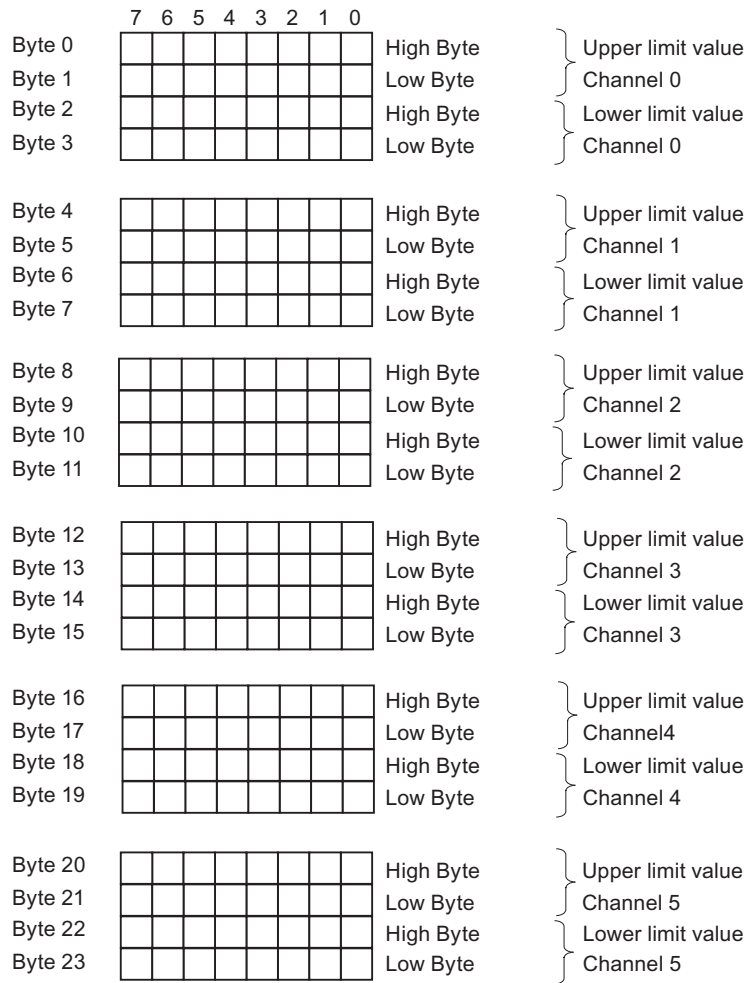 7 6 5 4 3 2 1 0
Byte 0 High Byte Upper limit value
Byte 1 Low Byte Channel 0
Byte 2 High Byte Lower limit value
Byte 3 Low Byte Channel 0
Byte 4 High Byte Upper limit value
Byte 5 Low Byte Channel 1
Byte 6 High Byte Lower limit value
Byte 7 Low Byte Channel 1
Byte 8 High Byte Upper limit value
Byte 9 Low Byte Channel 2
Byte 10 High Byte Lower limit value
Byte 11 Low Byte Channel 2
Byte 12 High Byte Upper limit value
Byte 13 Low Byte Channel 3
Byte 14 High Byte Lower limit value
Byte 15 Low Byte Channel 3
Byte 16 High Byte Upper limit value
Byte 17 Low Byte Channel4
Byte 18 High Byte Lower limit value
Byte 19 Low Byte Channel 4
Byte 20 High Byte Upper limit value
Byte 21 Low Byte Channel 5
Byte 22 High Byte Lower limit value
Byte 23 Low Byte Channel 5